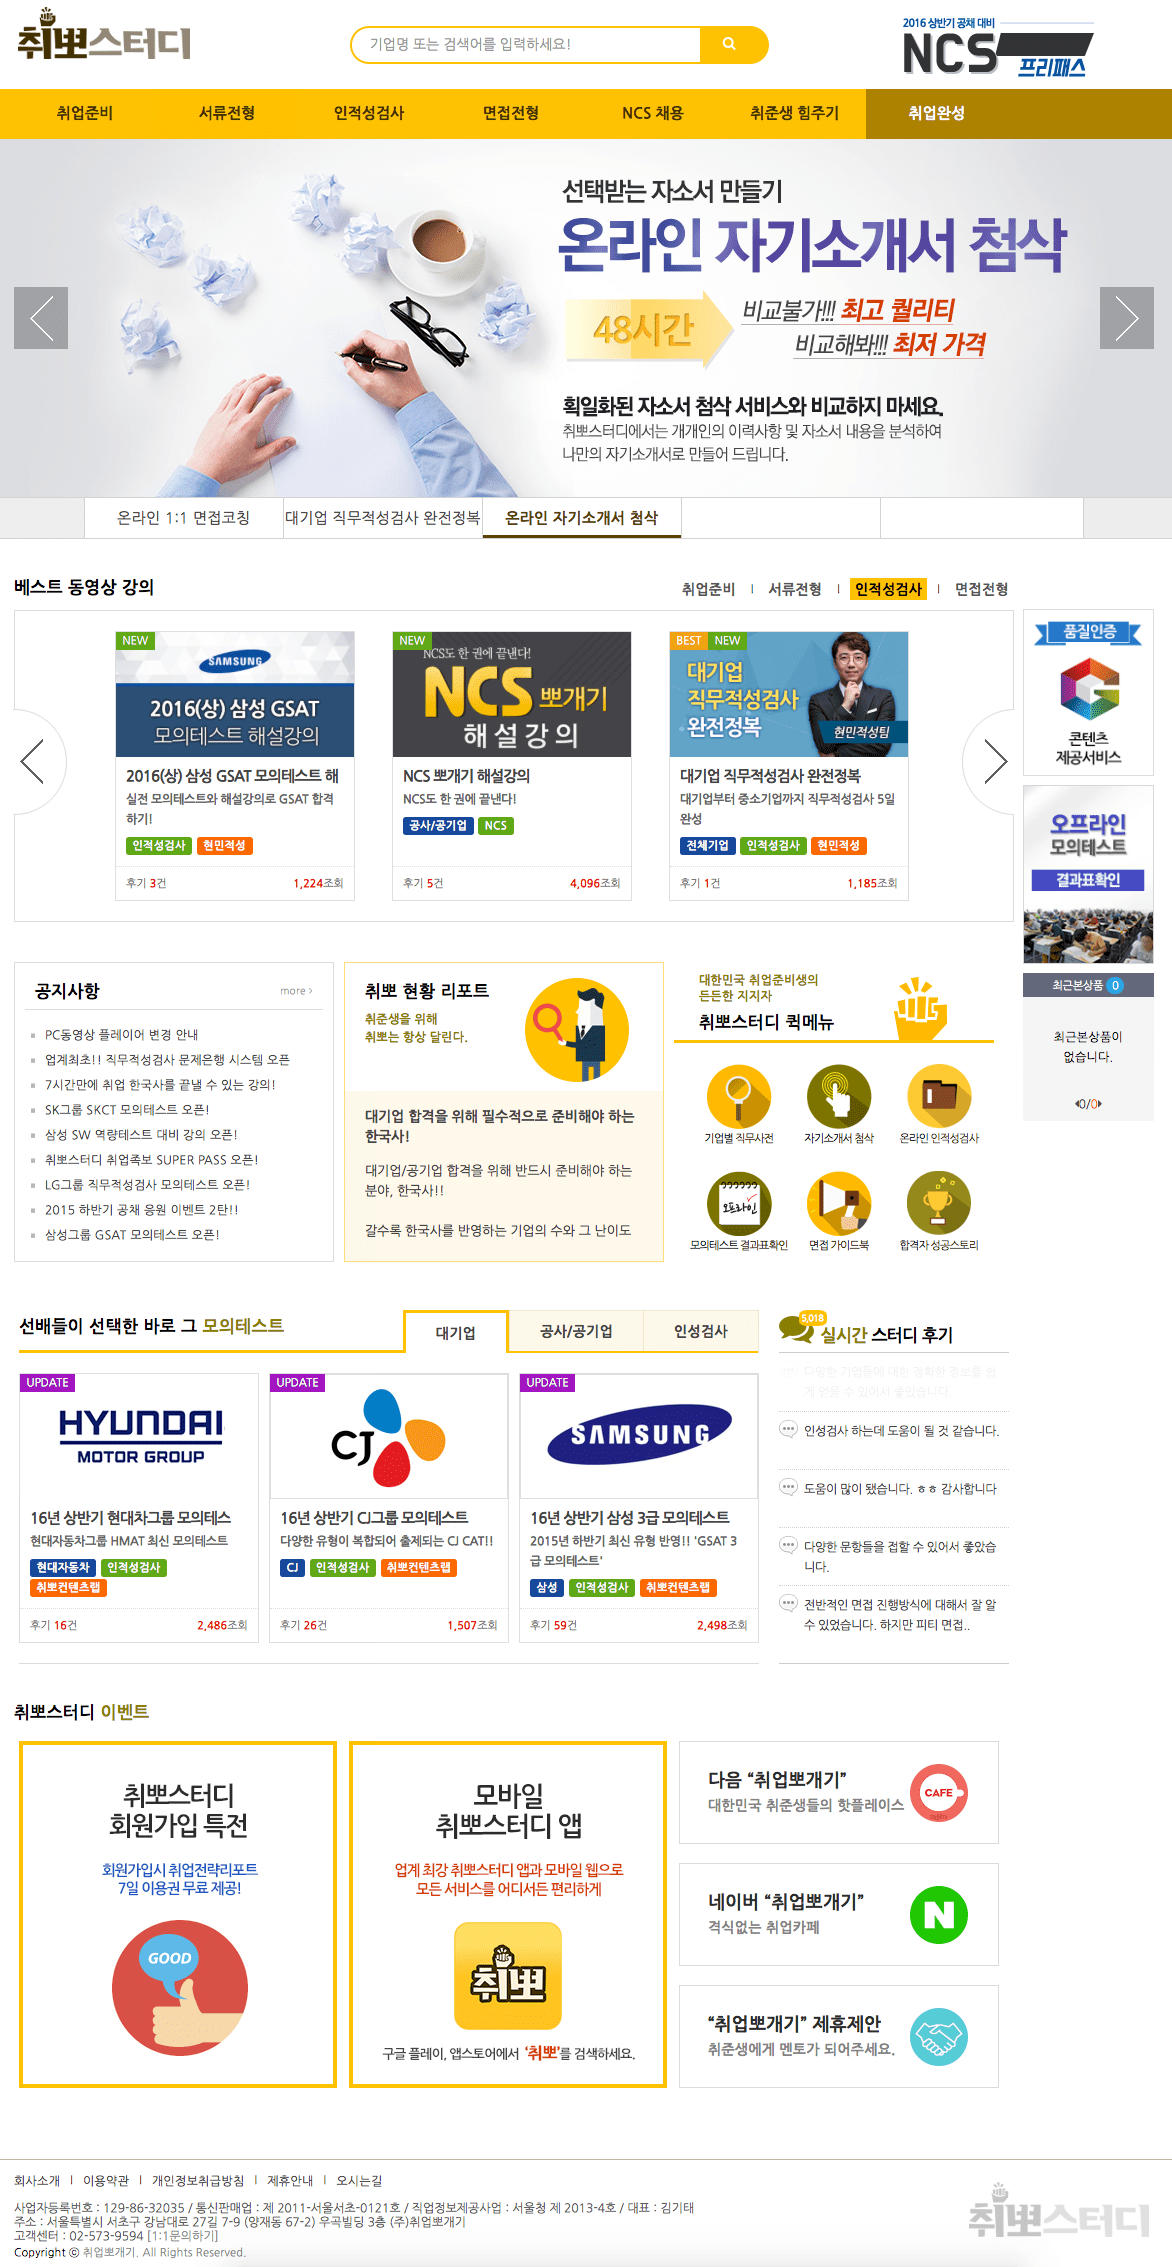 취뽀스터디
기업명 또는 검색어를 입력하세요!
2016 상반기 공채 대비
NCS
프리패스
취업준비
서류전형
인적성검사
면접전형
NCS 채용
취준생 힘주기
취업완성
선택받는 자소서 만들기
온라인 자기소개서 첨삭
48시간
비교불가!!! 최고 퀄리티
비교해봐!!! 최저 가격
획일화된 자소서 첨삭 서비스와 비교하지 마세요.
취뽀스터디에서는 개개인의 이력사항 및 자소서 내용을 분석하여
나만의 자기소개서로 만들어 드립니다.
온라인 1:1 면접코칭
대기업 직무적성검사 완전정복
온라인 자기소개서 첨삭
베스트 동영상 강의
취업준비 | 서류전형 | 인적성검사 | 면접전형
NEW
SAMSUNG
2016(상) 삼성 GSAT
모의테스트 해설강의
2016(상) 삼성 GSAT 모의테스트 해
실전 모의테스트와 해설강의로 GSAT 합격
하기!
인적성검사 현민적성
후기 3건 1,224조회
NEW
NCS도 한 권에 끝낸다!
NCS 뽀개기
해설강의
NCS 뽀개기 해설강의
NCS도 한 권에 끝낸다!
공사/공기업 NCS
후기 5건 4,096조회
BEST NEW
대기업
직무적성검사
완전정복
현민적성팀
대기업 직무적성검사 완전정복
대기업부터 중소기업까지 직무적성검사 5일
완성
전체기업 인적성검사 현민적성
후기 1건 1,185조회
품질인증
콘텐츠
제공서비스
오프라인
모의테스트
결과표확인
최근본상품 0
최근본상품이
없습니다.
0/0
공지사항
more
PC동영상 플레이어 변경 안내
업계최초!! 직무적성검사 문제은행 시스템 오픈
7시간만에 취업 한국사를 끝낼 수 있는 강의!
SK그룹 SKCT 모의테스트 오픈!
삼성 SW 역량테스트 대비 강의 오픈!
취뽀스터디 취업족보 SUPER PASS 오픈!
LG그룹 직무적성검사 모의테스트 오픈!
2015 하반기 공채 응원 이벤트 2탄!!
삼성그룹 GSAT 모의테스트 오픈!
취뽀 현황 리포트
취준생을 위해
취뽀는 항상 달린다.
대기업 합격을 위해 필수적으로 준비해야 하는
한국사!
대기업/공기업 합격을 위해 반드시 준비해야 하는
분야, 한국사!!
갈수록 한국사를 반영하는 기업의 수와 그 난이도
대한민국 취업준비생의
든든한 지지자
취뽀스터디 퀵메뉴
기업별 직무사전
자기소개서 첨삭
온라인 인적성검사
오프라인
모의테스트 결과표확인
면접 가이드북
합격자 성공스토리
선배들이 선택한 바로 그 모의테스트
대기업
공사/공기업
인성검사
UPDATE
HYUNDAI
MOTOR GROUP
16년 상반기 현대차그룹 모의테스
현대자동차그룹 HMAT 최신 모의테스트
현대자동차 인적성검사
취뽀컨텐츠랩
후기 16건 2,486조회
UPDATE
CJ
16년 상반기 CJ그룹 모의테스트
다양한 유형이 복합되어 출제되는 CJ CAT!!
CJ 인적성검사 취뽀컨텐츠랩
후기 26건 1,507조회
UPDATE
SAMSUNG
16년 상반기 삼성 3급 모의테스트
2015년 하반기 최신 유형 반영!! 'GSAT 3
급 모의테스트'
삼성 인적성검사 취뽀컨텐츠랩
후기 59건 2,498조회
5,018
실시간 스터디 후기
다양한 기업들에 대한 정확한 정보를 쉽
게 얻을 수 있어서 좋았습니다.
인성검사 하는데 도움이 될 것 같습니다.
도움이 많이 됐습니다. ㅎㅎ 감사합니다
다양한 문항들을 접할 수 있어서 좋았습
니다.
전반적인 면접 진행방식에 대해서 잘 알
수 있었습니다. 하지만 피티 면접..
취뽀스터디 이벤트
취뽀스터디
회원가입 특전
회원가입시 취업전략리포트
7일 이용권 무료 제공!
GOOD
모바일
취뽀스터디 앱
업계 최강 취뽀스터디 앱과 모바일 웹으로
모든 서비스를 어디서든 편리하게
취뽀
구글 플레이, 앱스토어에서 '취뽀'를 검색하세요.
다음 “취업뽀개기”
대한민국 취준생들의 핫플레이스
CAFE
네이버 “취업뽀개기”
격식없는 취업카페
N
“취업뽀개기” 제휴제안
취준생에게 멘토가 되어주세요.
회사소개 | 이용약관 | 개인정보취급방침 | 제휴안내 | 오시는길
사업자등록번호 : 129-86-32035 / 통신판매업 : 제 2011-서울서초-0121호 / 직업정보제공사업 : 서울청 제 2013-4호 / 대표 : 김기태
주소 : 서울특별시 서초구 강남대로 27길 7-9 (양재동 67-2) 우곡빌딩 3층 (주)취업뽀개기
고객센터 : 02-573-9594 [1:1문의하기]
Copyright ⓒ 취업뽀개기. All Rights Reserved.
취뽀스터디